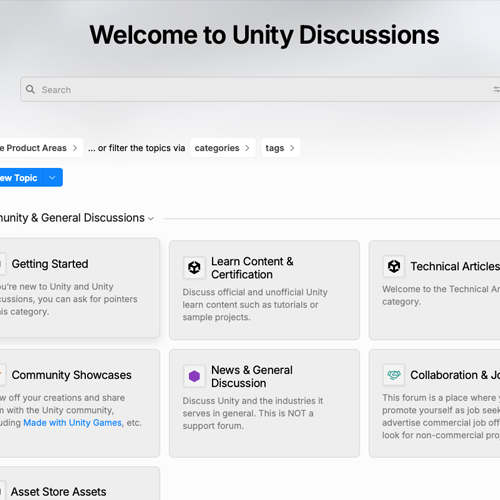 Welcome to Unity Discussions
Search
e Product Areas
... or filter the topics via
categories
tags
ew Topic
unity & General Discussions
Getting Started
ou're new to Unity and Unity
cussions, you can ask for pointers
his category.
Learn Content &
Certification
Discuss official and unofficial Unity
learn content such as tutorials or
sample projects.
Technical Articles
Welcome to the Technical Ar
category.
Community Showcases
w off your creations and share
m with the Unity community,
uding Made with Unity Games, etc.
News & General
Discussion
Discuss Unity and the industries it
serves in general. This is NOT a
support forum.
Collaboration & Jo
This forum is a place where y
promote yourself as job seek
advertise commercial job off
look for non-commercial proj
Asset Store Assets